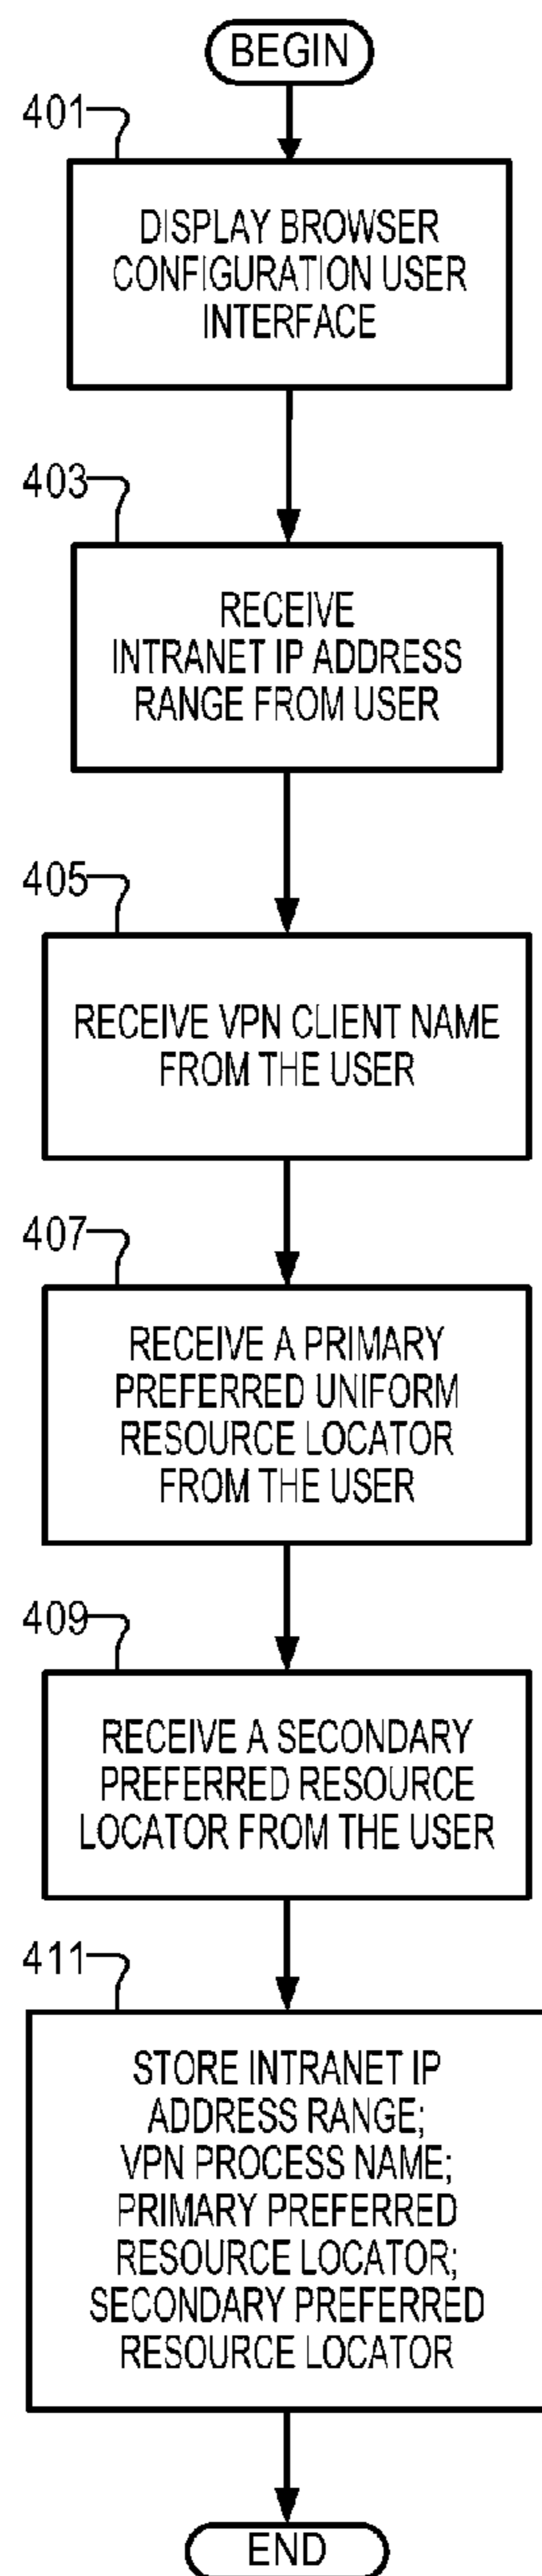 BEGIN
401
DISPLAY BROWSER
CONFIGURATION USER
INTERFACE
403
RECEIVE
INTRANET IP ADDRESS
RANGE FROM USER
405
RECEIVE VPN CLIENT NAME
FROM THE USER
407
RECEIVE A PRIMARY
PREFERRED UNIFORM
RESOURCE LOCATOR
FROM THE USER
409
RECEIVE A SECONDARY
PREFERRED RESOURCE
LOCATOR FROM THE USER
411
STORE INTRANET IP
ADDRESS RANGE;
VPN PROCESS NAME;
PRIMARY PREFERRED
RESOURCE LOCATOR;
SECONDARY PREFERRED
RESOURCE LOCATOR
END